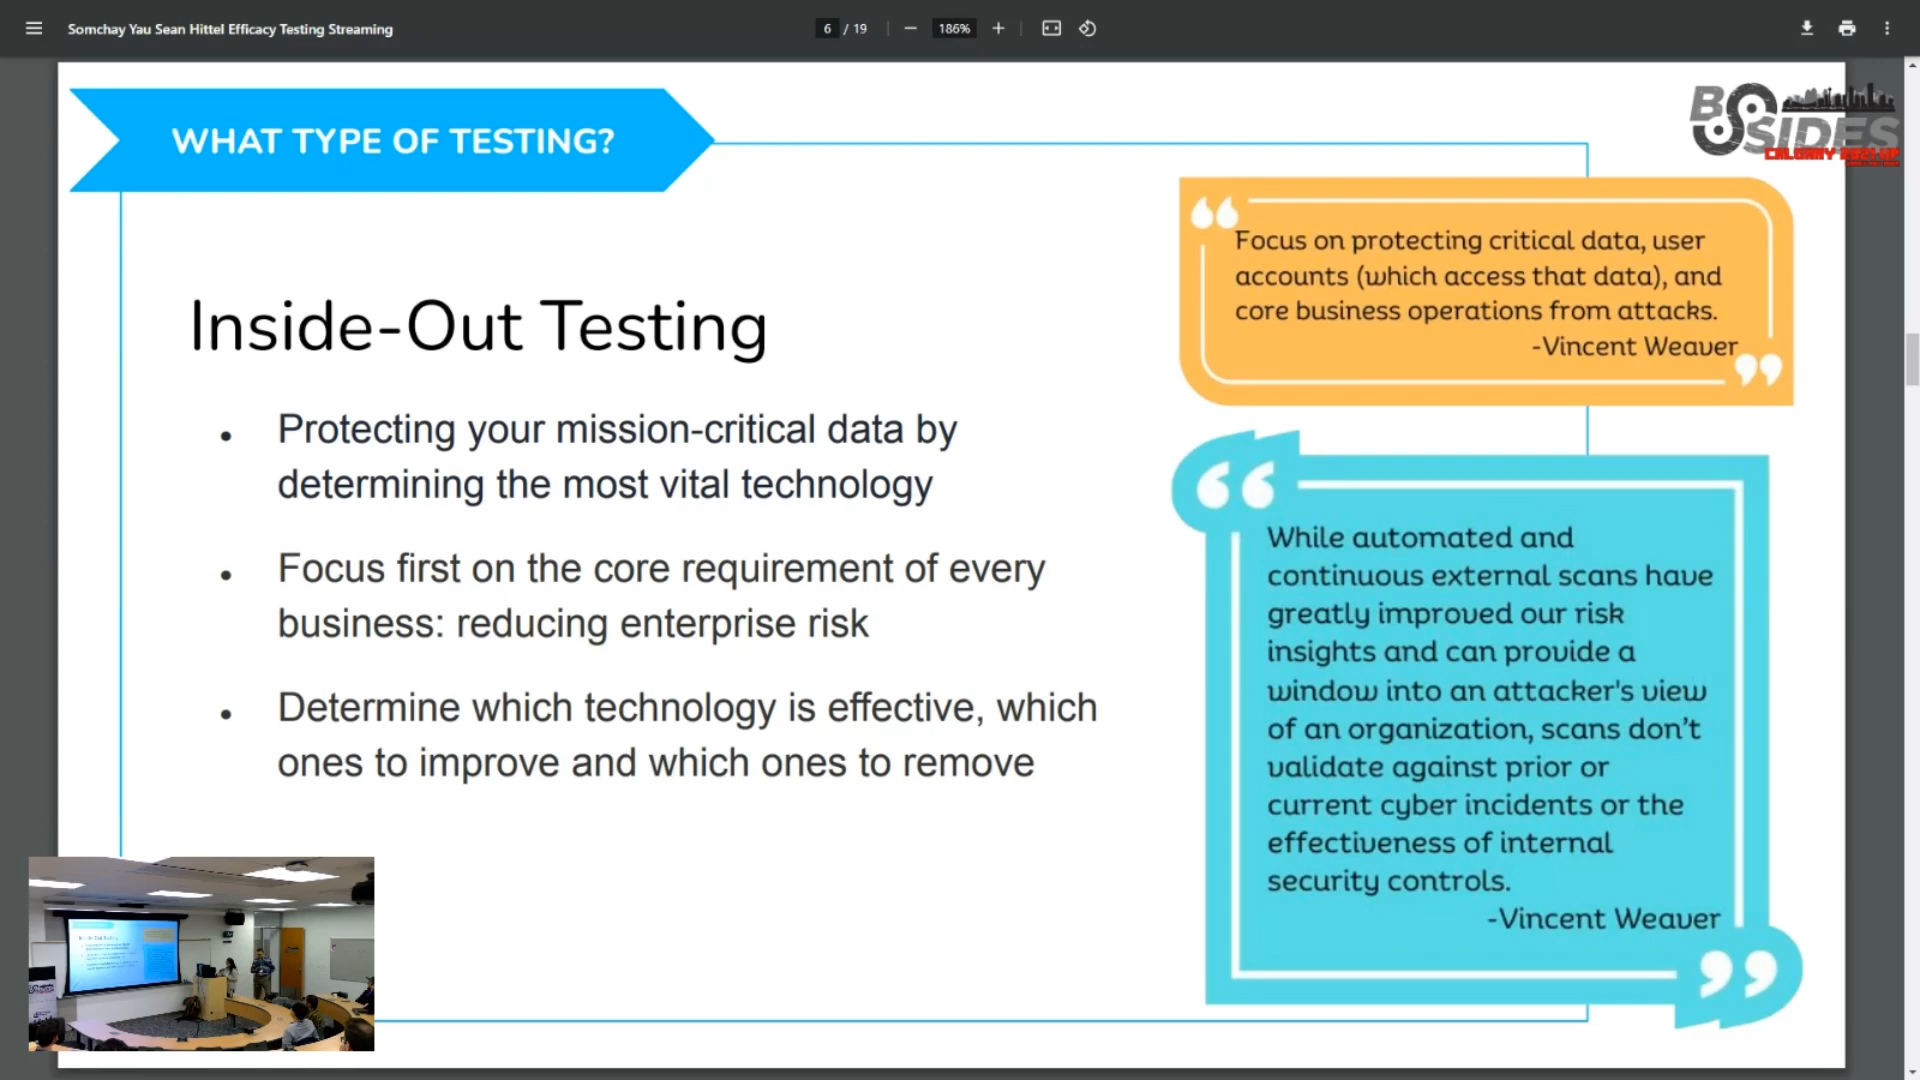 Somchay Yau Sean Hittel Efficacy Testing Streaming
6 / 19
186%
WHAT TYPE OF TESTING?
B SIDES
CALGARY 2021
Inside-Out Testing
• Protecting your mission-critical data by
determining the most vital technology
• Focus first on the core requirement of every
business: reducing enterprise risk
• Determine which technology is effective, which
ones to improve and which ones to remove
“
Focus on protecting critical data, user
accounts (which access that data), and
core business operations from attacks.
-Vincent Weaver
”
“
While automated and
continuous external scans have
greatly improved our risk
insights and can provide a
window into an attacker's view
of an organization, scans don’t
validate against prior or
current cyber incidents or the
effectiveness of internal
security controls.
-Vincent Weaver
”
Inside-Out Testing